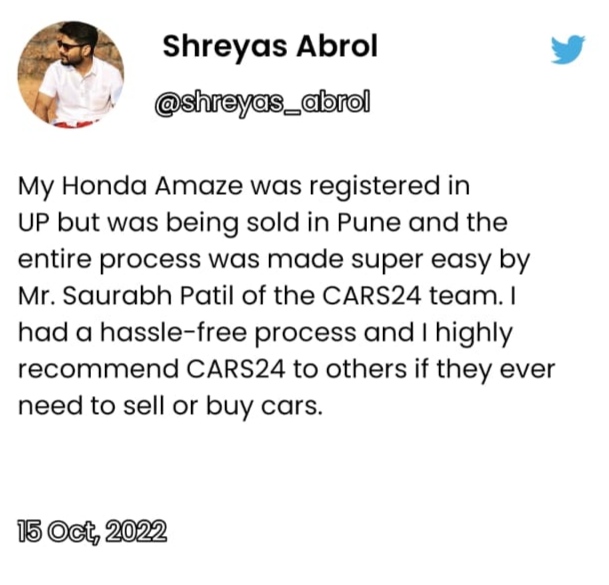 Shreyas Abrol
@shreyas_abrol
My Honda Amaze was registered in
UP but was being sold in Pune and the
entire process was made super easy by
Mr. Saurabh Patil of the CARS24 team. I
had a hassle-free process and I highly
recommend CARS24 to others if they ever
need to sell or buy cars.
15 Oct, 2022